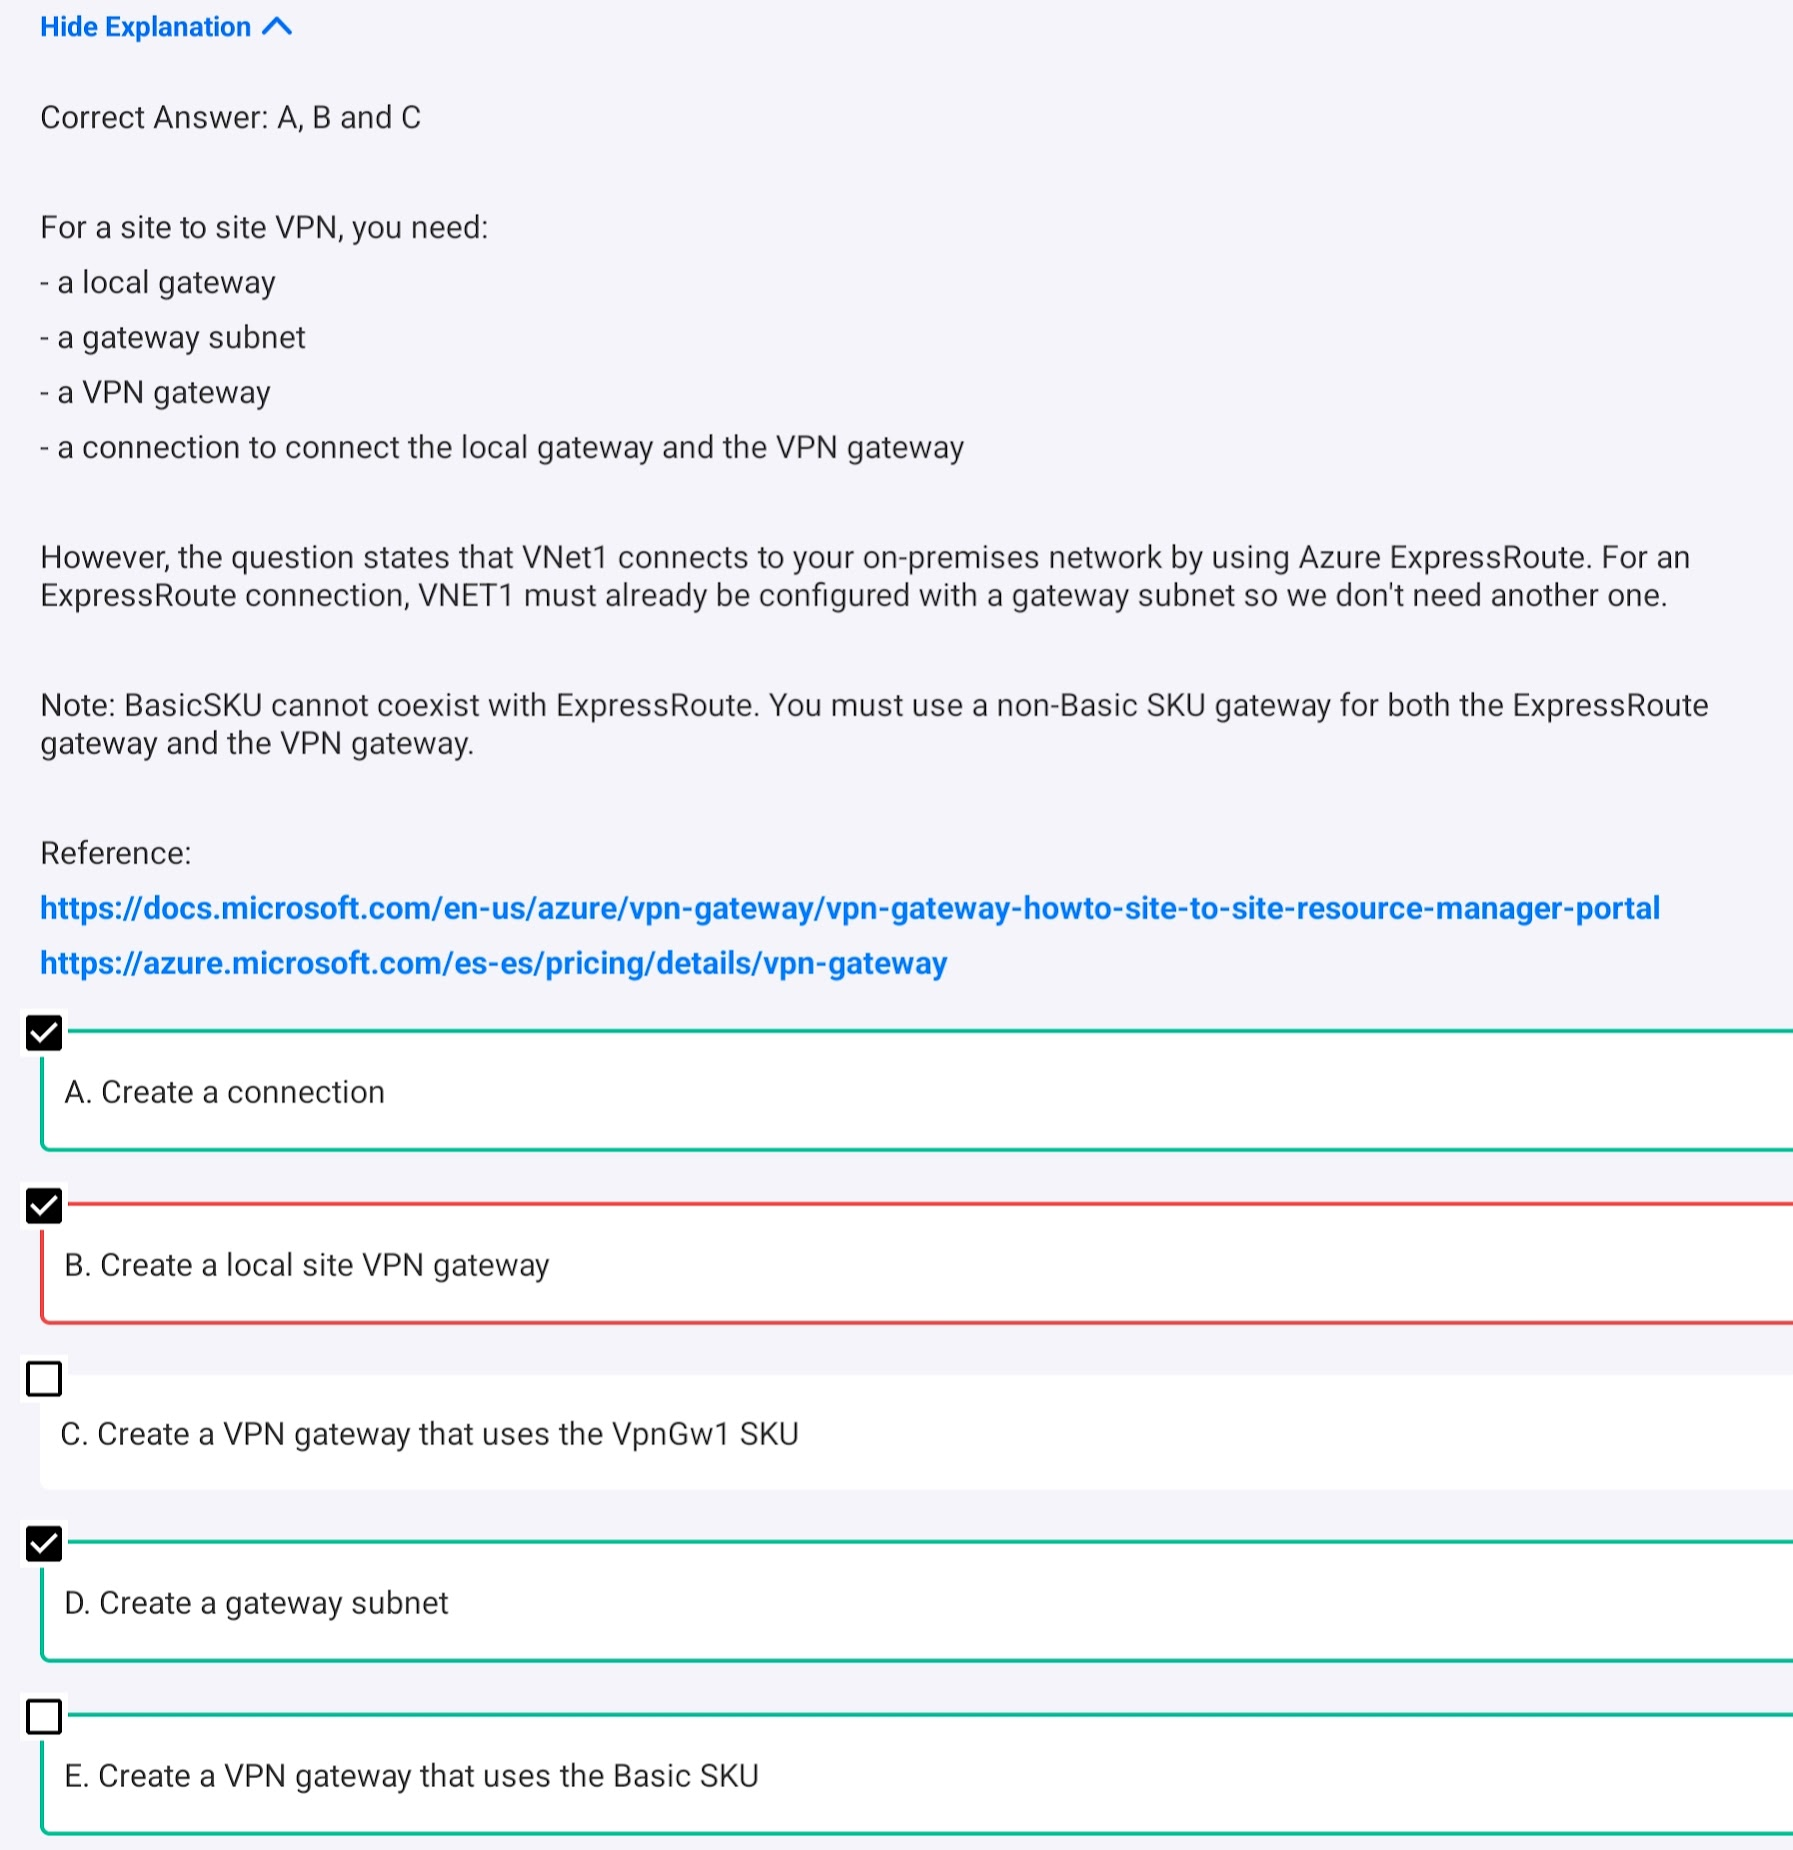 Hide Explanation
Correct Answer: A, B and C
For a site to site VPN, you need:
- a local gateway
- a gateway subnet
- a VPN gateway
- a connection to connect the local gateway and the VPN gateway
However, the question states that VNet1 connects to your on-premises network by using Azure ExpressRoute. For an
ExpressRoute connection, VNET1 must already be configured with a gateway subnet so we don't need another one.
Note: BasicSKU cannot coexist with ExpressRoute. You must use a non-Basic SKU gateway for both the ExpressRoute
gateway and the VPN gateway.
Reference:
https://docs.microsoft.com/en-us/azure/vpn-gateway/vpn-gateway-howto-site-to-site-resource-manager-portal
https://azure.microsoft.com/es-es/pricing/details/vpn-gateway
A. Create a connection
B. Create a local site VPN gateway
C. Create a VPN gateway that uses the VpnGw1 SKU
D. Create a gateway subnet
E. Create a VPN gateway that uses the Basic SKU